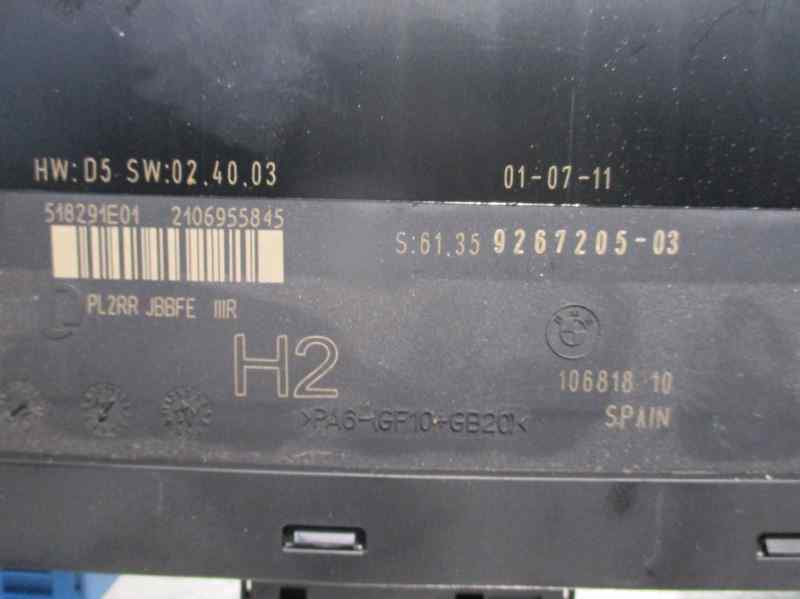 HW:D5 SW:02.40.03
01-07-11
518291E01 2106955845
S:61.35 9267205-03
PL2RR JBBFE IIIR
H2
BMW
106818 10
>PA6-(GF10+GB20)<
SPAIN